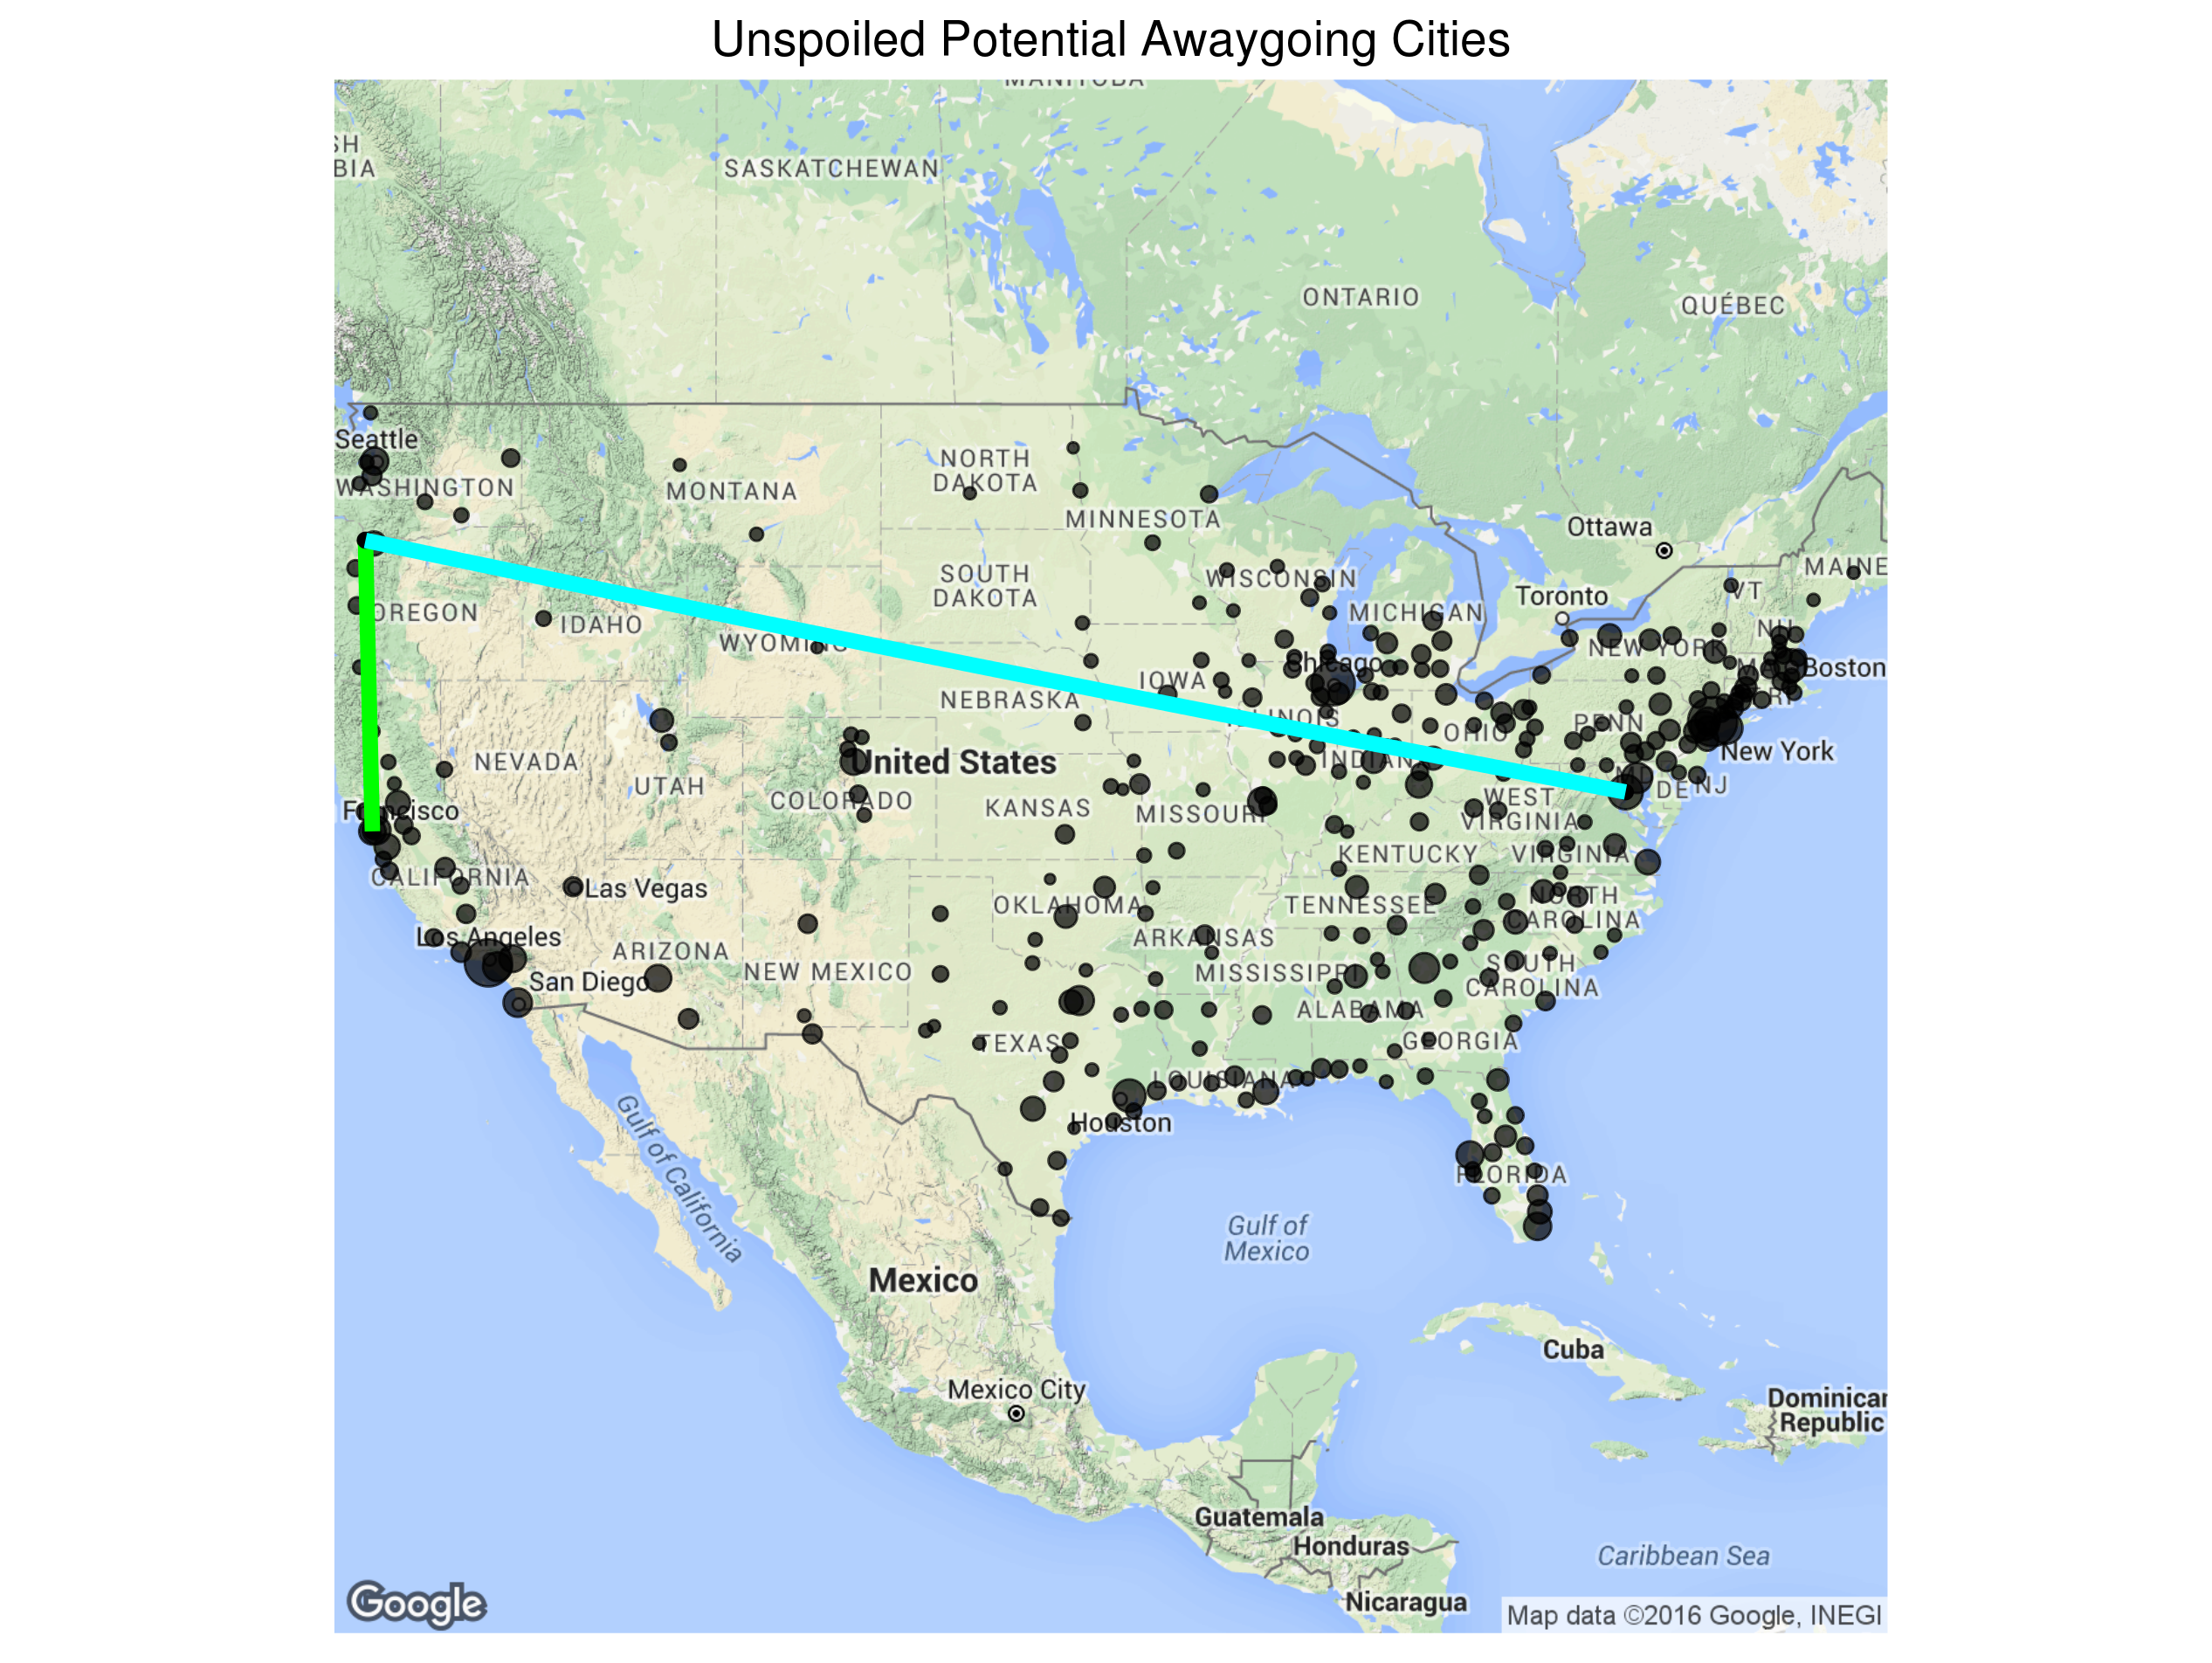 Unspoiled Potential Awaygoing Cities
MANITOBA
SH
BIA
SASKATCHEWAN
ONTARIO
QUÉBEC
Seattle
WASHINGTON
MONTANA
NORTH
DAKOTA
MINNESOTA
Ottawa
MAINE
OREGON
IDAHO
SOUTH
DAKOTA
WISCONSIN
MICHIGAN
Toronto
VT
WYOMING
NEW YORK
NH
Chicago
MA
Boston
IOWA
NEBRASKA
ILLINOIS
OHIO
PENN
RI
New York
NEVADA
United States
INDIANA
UTAH
COLORADO
KANSAS
MISSOURI
WEST
VIRGINIA
MD
DE
NJ
Francisco
KENTUCKY
VIRGINIA
CALIFORNIA
Las Vegas
OKLAHOMA
TENNESSEE
NORTH
CAROLINA
Los Angeles
ARIZONA
NEW MEXICO
ARKANSAS
MISSISSIPPI
SOUTH
CAROLINA
San Diego
ALABAMA
TEXAS
GEORGIA
LOUISIANA
Houston
FLORIDA
Gulf of California
Gulf of
Mexico
Mexico
Cuba
Mexico City
Dominican
Republic
Guatemala
Honduras
Caribbean Sea
Nicaragua
Google
Map data ©2016 Google, INEGI